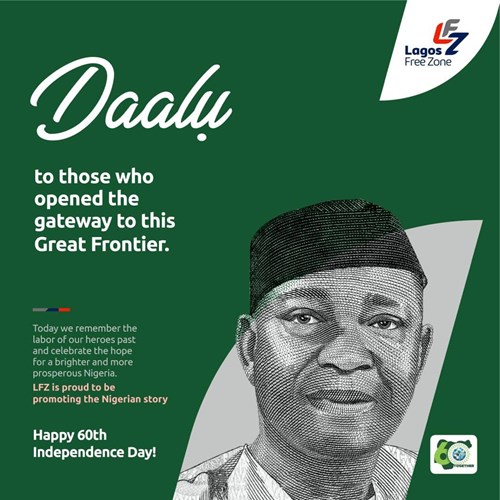 LFZ
Lagos
Free Zone
Daalụ
to those who
opened the
gateway to this
Great Frontier.
Today we remember the
labor of our heroes past
and celebrate the hope
for a brighter and more
prosperous Nigeria.
LFZ is proud to be
promoting the Nigerian story
Happy 60th
Independence Day!
TOGETHER